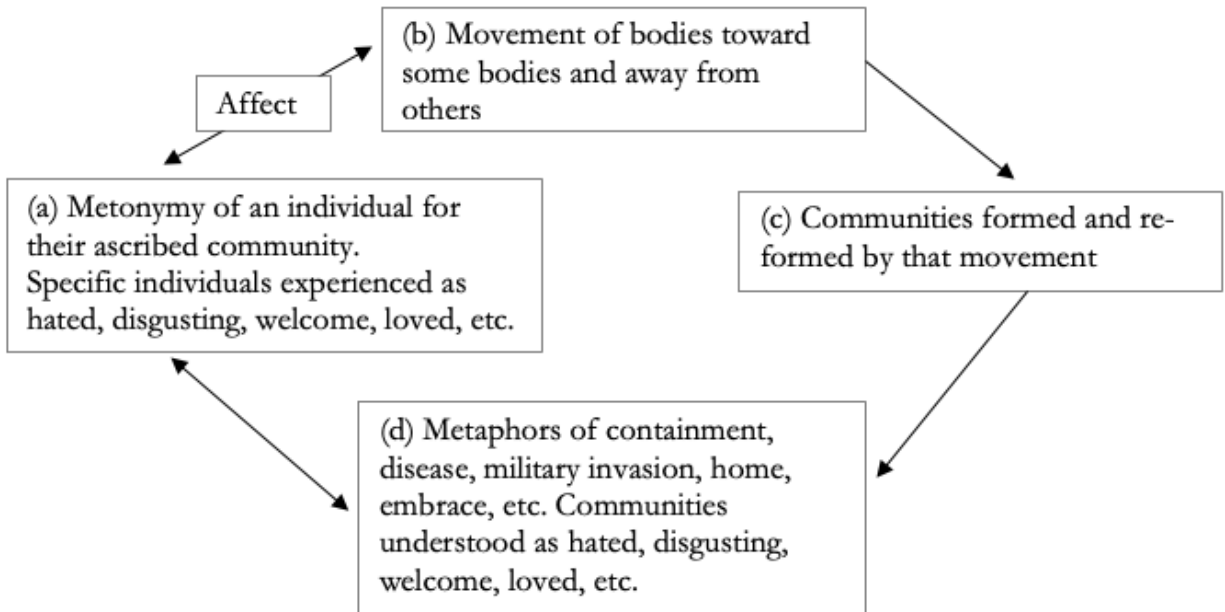 (b) Movement of bodies toward
some bodies and away from
others
Affect
(a) Metonymy of an individual for
their ascribed community.
Specific individuals experienced as
hated, disgusting, welcome, loved, etc.
(c) Communities formed and re-
formed by that movement
(d) Metaphors of containment,
disease, military invasion, home,
embrace, etc. Communities
understood as hated, disgusting,
welcome, loved, etc.